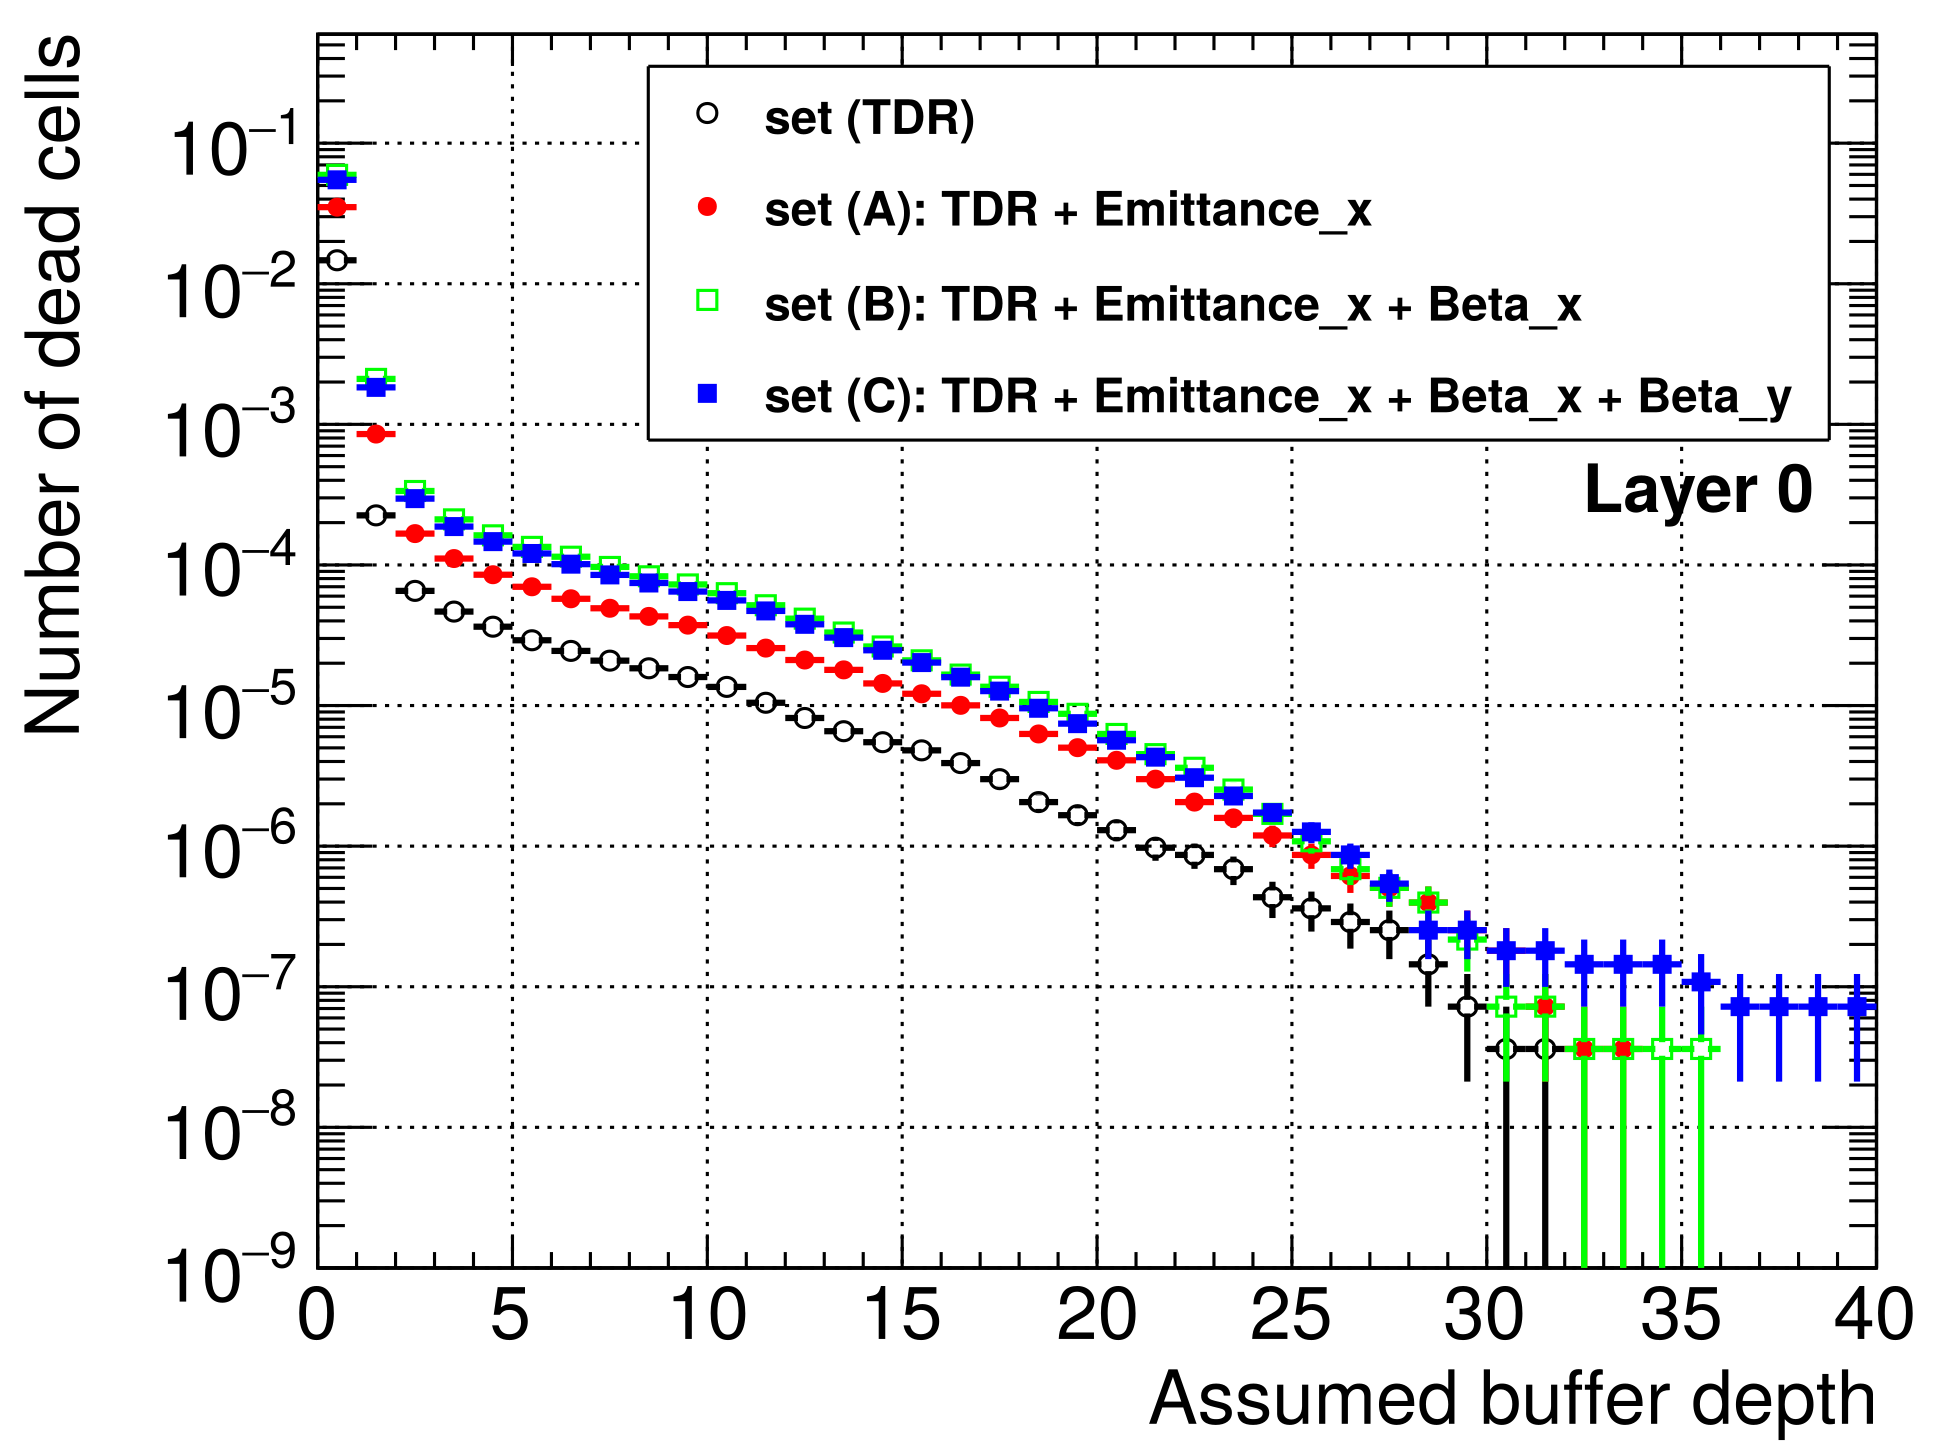 Number of dead cells
set (TDR)
set (A): TDR + Emittance_x
set (B): TDR + Emittance_x + Beta_x
set (C): TDR + Emittance_x + Beta_x + Beta_y
Layer 0
10⁻¹
10⁻²
10⁻³
10⁻⁴
10⁻⁵
10⁻⁶
10⁻⁷
10⁻⁸
10⁻⁹
0 5 10 15 20 25 30 35 40
Assumed buffer depth